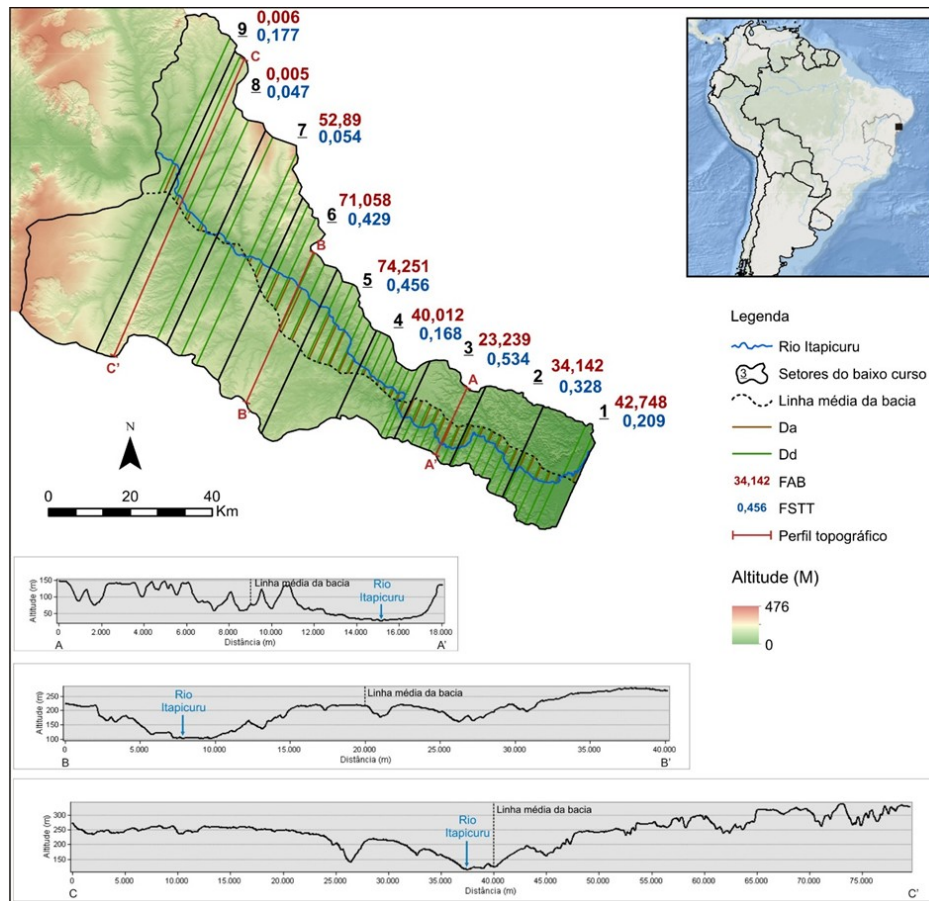 9
0,006
0,177
C
8
0,005
0,047
7
52,89
0,054
6
71,058
0,429
B
5
74,251
0,456
4
40,012
0,168
3
23,239
0,534
A
2
34,142
0,328
1
42,748
0,209
C'
B'
A'
N
0 20 40
Km
Legenda
Rio Itapicuru
3 Setores do baixo curso
Linha média da bacia
Da
Dd
34,142 FAB
0,456 FSTT
Perfil topográfico
Altitude (M)
476
0
Altitude (m)
150
100
50
Linha média da bacia
Rio
Itapicuru
0 2.000 4.000 6.000 8.000 10.000 12.000 14.000 16.000 18.000
A Distância (m) A'
Altitude (m)
250
200
150
100
Rio
Itapicuru
Linha média da bacia
0 5.000 10.000 15.000 20.000 25.000 30.000 35.000 40.000
B Distância (m) B'
Altitude (m)
300
250
200
150
Linha média da bacia
Rio
Itapicuru
0 5.000 10.000 15.000 20.000 25.000 30.000 35.000 40.000 45.000 50.000 55.000 60.000 65.000 70.000 75.000
C Distância (m) C'